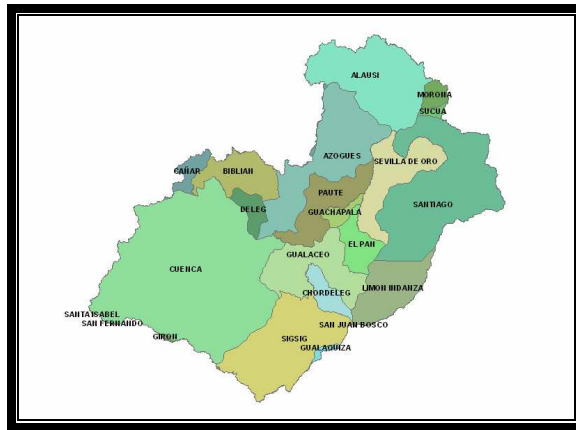 ALAUSI
MORONA
SUCUA
AZOGUES
SEVILLA DE ORO
CAÑAR
BIBLIAN
PAUTE
DELEG
GUACHAPALA
SANTIAGO
EL PAN
GUALACEO
CUENCA
CHORDELEG
LIMON INDANZA
SANTA ISABEL
SAN FERNANDO
SAN JUAN BOSCO
GIRON
SIGSIG
GUALAQUIZA